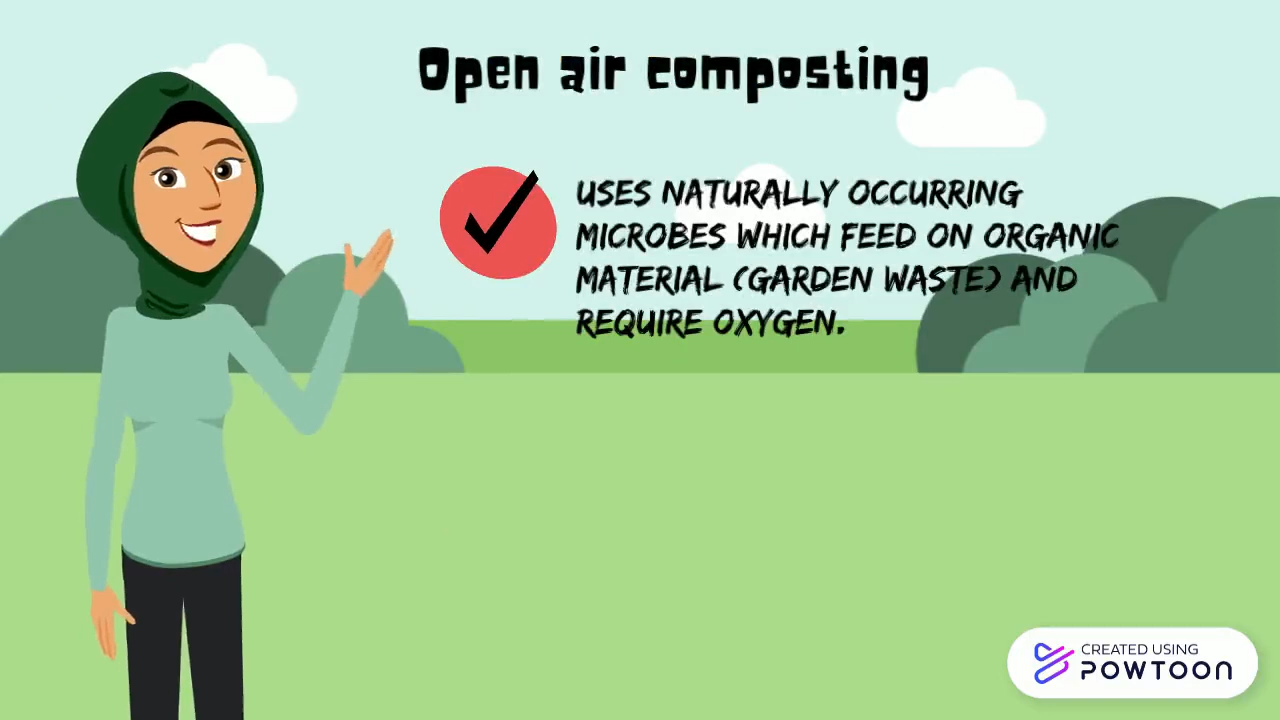 Open air composting
USES NATURALLY OCCURRING
MICROBES WHICH FEED ON ORGANIC
MATERIAL (GARDEN WASTE) AND
REQUIRE OXYGEN.
CREATED USING
POWTOON